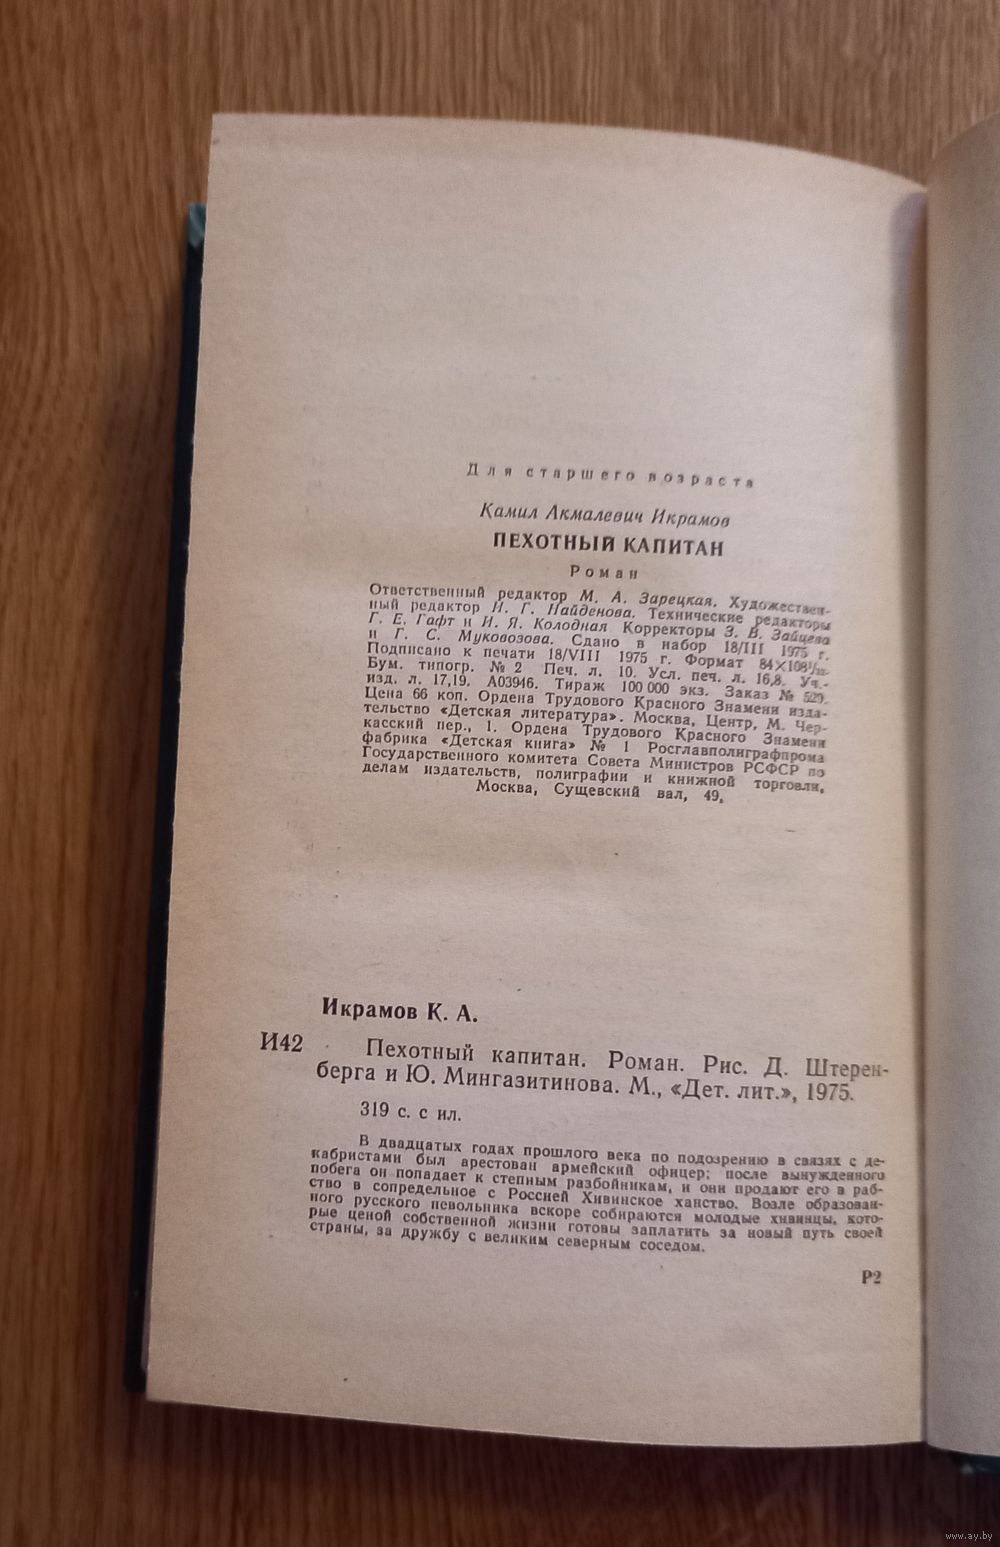 Для старшего возраста
Камил Акмалевич Икрамов
ПЕХОТНЫЙ КАПИТАН
Роман
Ответственный редактор М. А. Зарецкая. Художествен-
ный редактор Н. Г. Найденова. Технические редакторы
Г. Е. Гафт и И. Я. Колодная Корректоры З. В. Зайцева
и Г. С. Муковозова. Сдано в набор 18/III 1975 г.
Подписано к печати 18/VIII 1975 г. Формат 84×108¹/₃₂.
Бум. типогр. № 2 Печ. л. 10. Усл. печ. л. 16,8. Уч.-
изд. л. 17,19. А03946. Тираж 100 000 экз. Заказ № 529.
Цена 66 коп. Ордена Трудового Красного Знамени изда-
тельство «Детская литература». Москва, Центр, М. Чер-
касский пер., 1. Ордена Трудового Красного Знамени
фабрика «Детская книга» № 1 Росглавполиграфпрома
Государственного комитета Совета Министров РСФСР по
делам издательств, полиграфии и книжной торговли.
Москва, Сущевский вал, 49.
Икрамов К. А.
И42 Пехотный капитан. Роман. Рис. Д. Штерен-
берга и Ю. Мингазитинова. М., «Дет. лит.», 1975.
319 с. с ил.
В двадцатых годах прошлого века по подозрению в связях с де-
кабристами был арестован армейский офицер; после вынужденного
побега он попадает к степным разбойникам, и они продают его в раб-
ство в сопредельное с Россией Хивинское ханство. Возле образован-
ного русского невольника вскоре собираются молодые хивинцы, кото-
рые ценой собственной жизни готовы заплатить за новый путь своей
страны, за дружбу с великим северным соседом.
Р2
www.ay.by